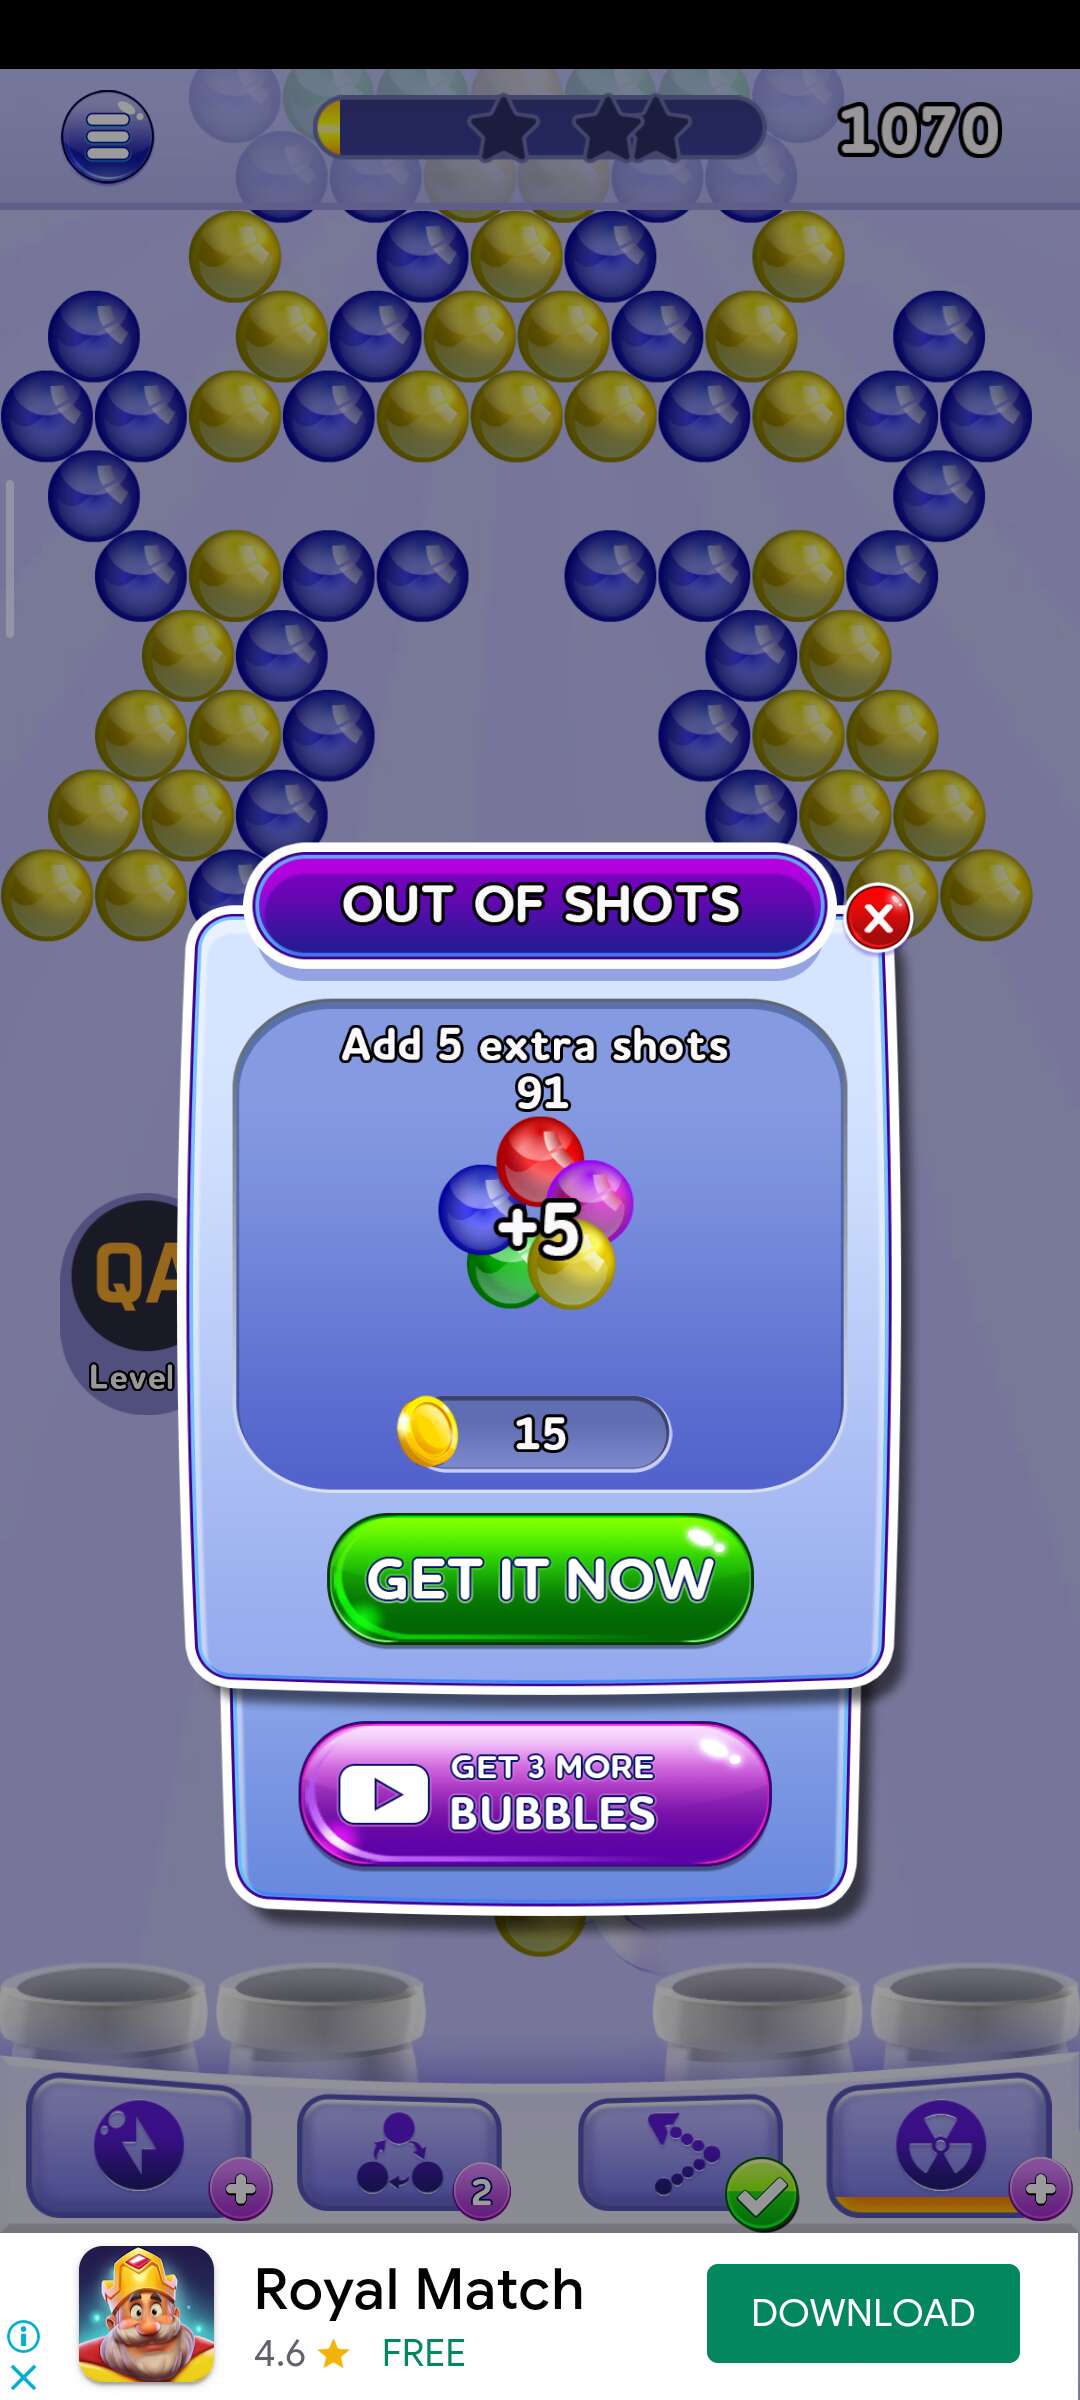 1070
OUT OF SHOTS
Add 5 extra shots
91
+5
QA
Level
15
GET IT NOW
GET 3 MORE
BUBBLES
2
Royal Match
4.6 FREE
DOWNLOAD